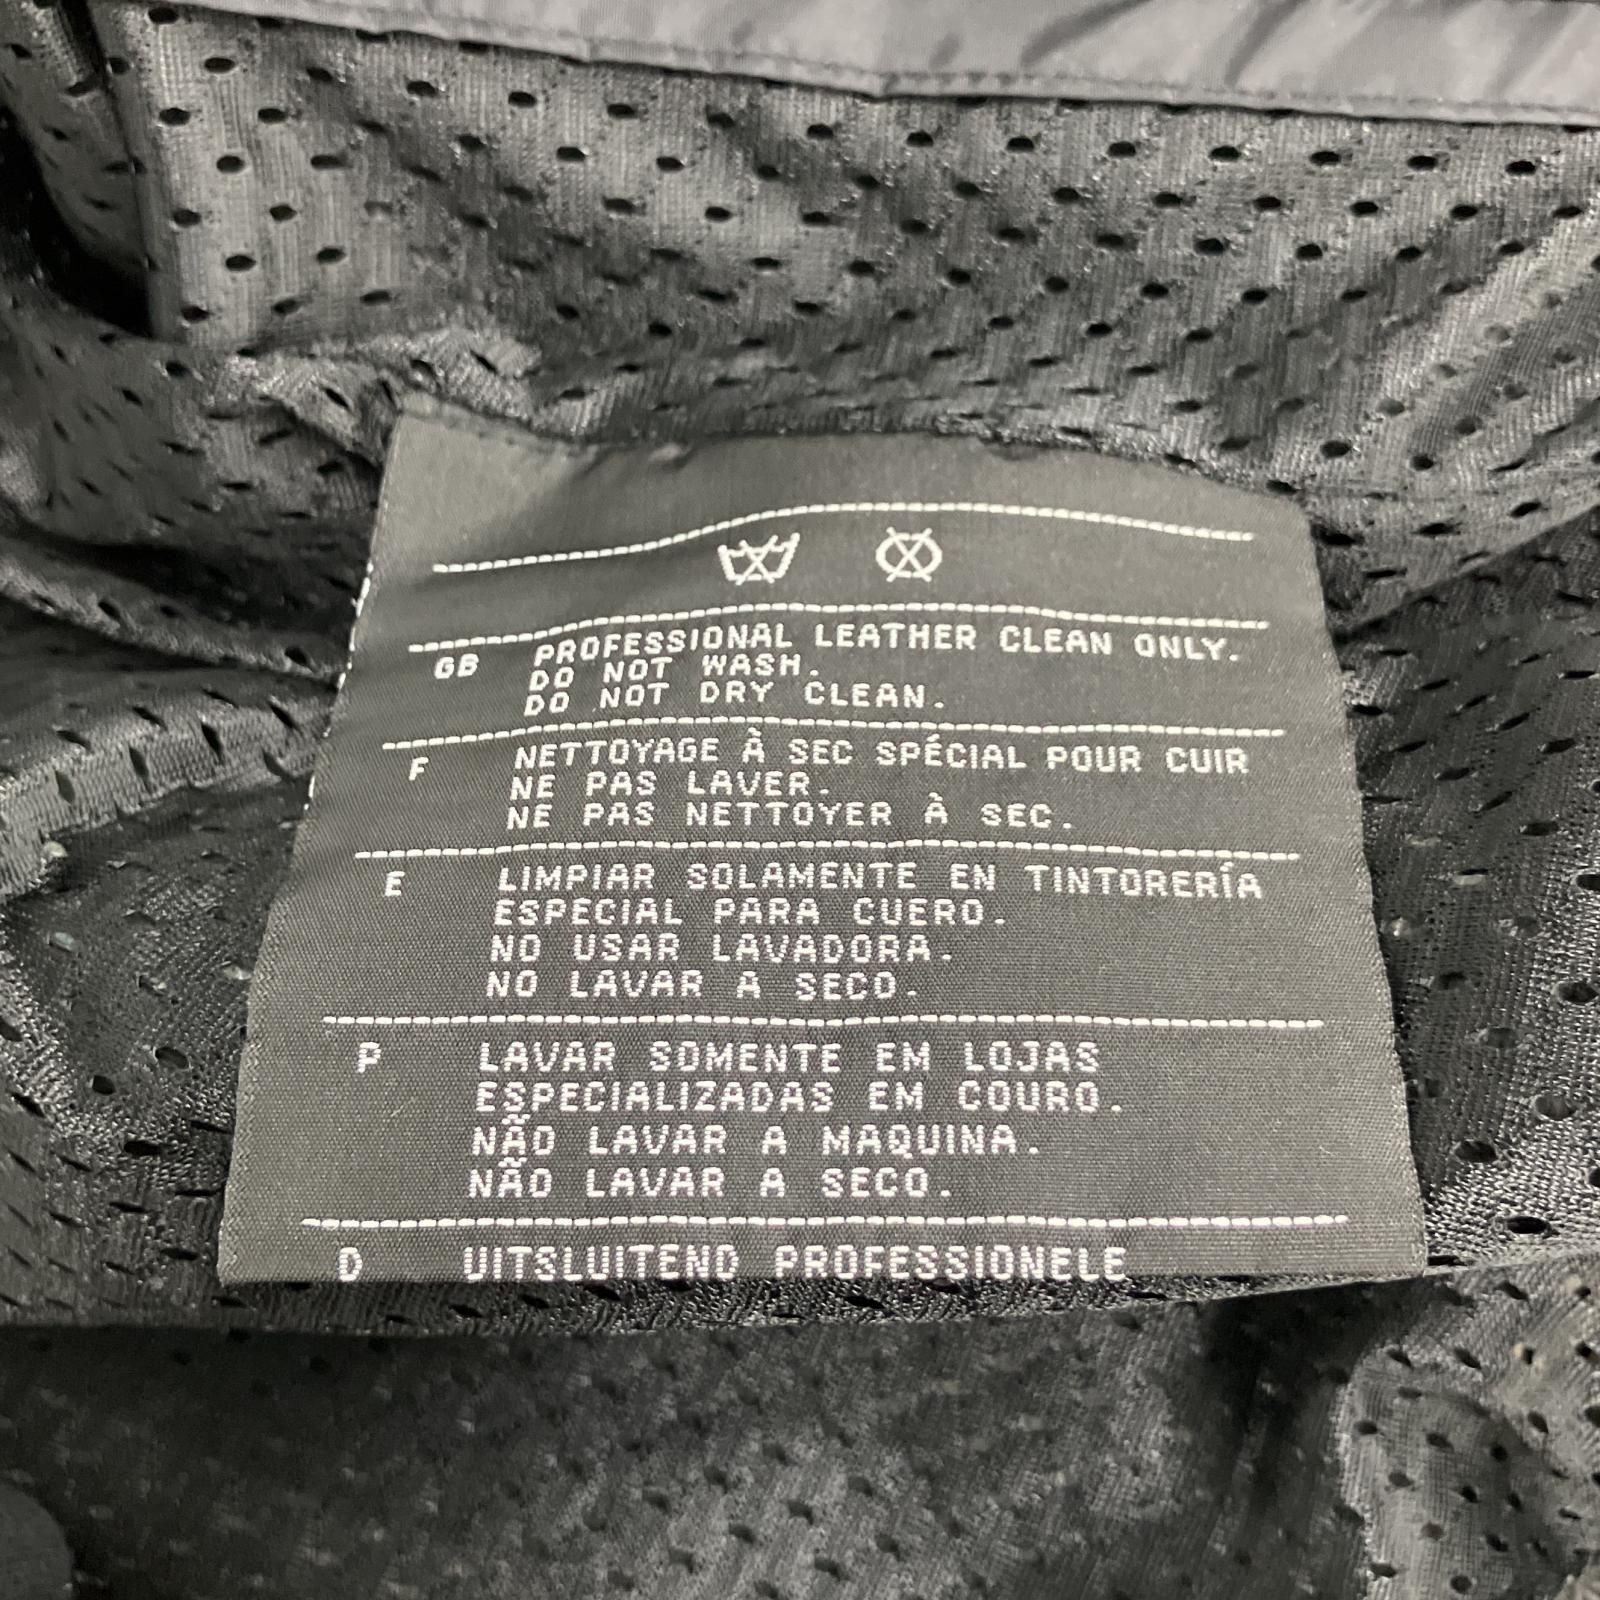 GB PROFESSIONAL LEATHER CLEAN ONLY.
DO NOT WASH.
DO NOT DRY CLEAN.
F NETTOYAGE À SEC SPÉCIAL POUR CUIR
NE PAS LAVER.
NE PAS NETTOYER À SEC.
E LIMPIAR SOLAMENTE EN TINTORERÍA
ESPECIAL PARA CUERO.
NO USAR LAVADORA.
NO LAVAR A SECO.
P LAVAR SOMENTE EM LOJAS
ESPECIALIZADAS EM COURO.
NÃO LAVAR A MAQUINA.
NÃO LAVAR A SECO.
D UITSLUITEND PROFESSIONELE